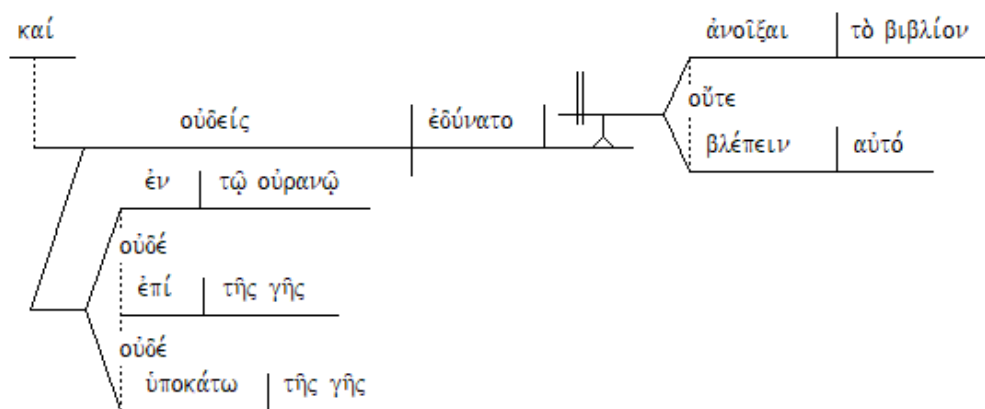 καί
ἀνοῖξαι τὸ βιβλίον
οὐδείς ἐδύνατο οὔτε
βλέπειν αὐτό
ἐν τῷ οὐρανῷ
οὐδέ
ἐπί τῆς γῆς
οὐδέ
ὑποκάτω τῆς γῆς